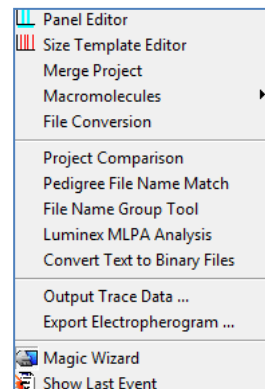 Panel Editor
Size Template Editor
Merge Project
Macromolecules
File Conversion
Project Comparison
Pedigree File Name Match
File Name Group Tool
Luminex MLPA Analysis
Convert Text to Binary Files
Output Trace Data ...
Export Electropherogram ...
Magic Wizard
Show Last Event